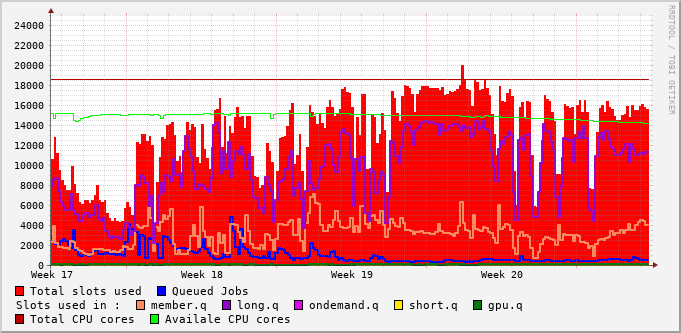 24000
22000
20000
18000
16000
14000
12000
10000
8000
6000
4000
2000
0
Week 17 Week 18 Week 19 Week 20
RRDTOOL / TOBI OETIKER
Total slots used Queued Jobs
Slots used in : member.q long.q ondemand.q short.q gpu.q
Total CPU cores Availale CPU cores